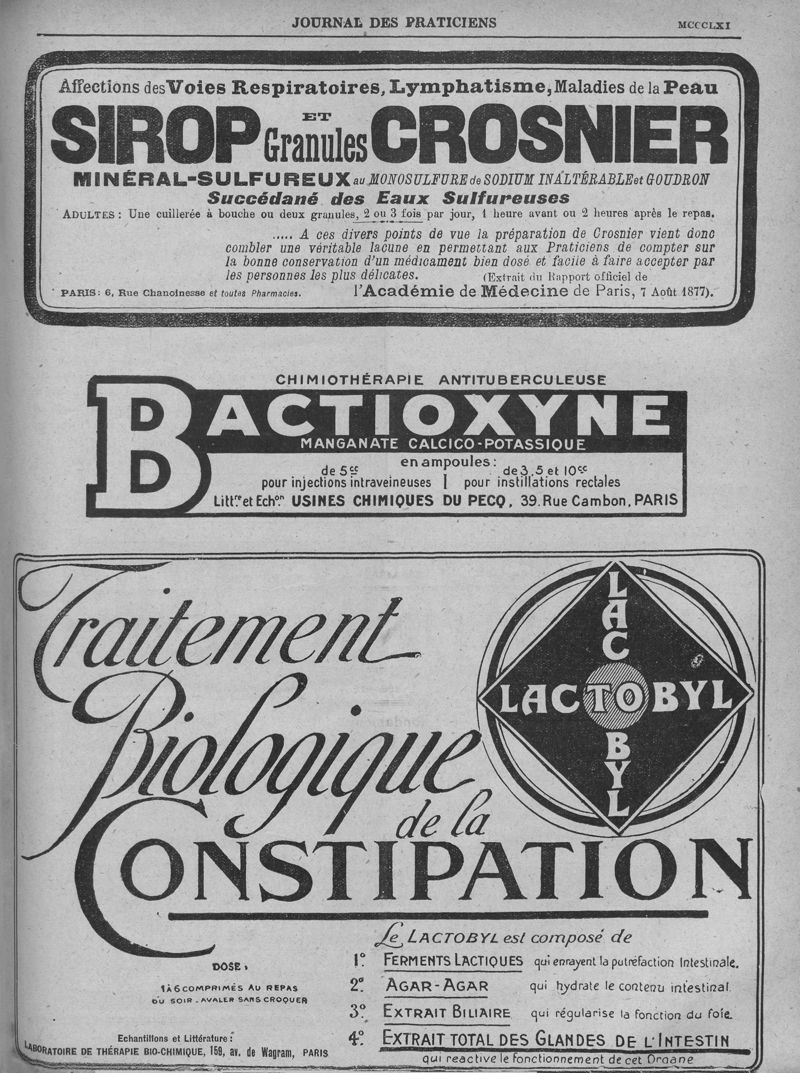 JOURNAL DES PRATICIENS
MCCCLXI
Affections des Voies Respiratoires, Lymphatisme, Maladies de la Peau
SIROP ET Granules CROSNIER
MINÉRAL-SULFUREUX au MONOSULFURE de SODIUM INALTÉRABLE et GOUDRON
Succédané des Eaux Sulfureuses
ADULTES : Une cuillerée à bouche ou deux granules, 2 ou 3 fois par jour, 1 heure avant ou 2 heures après le repas.
..... A ces divers points de vue la préparation de Crosnier vient donc
combler une véritable lacune en permettant aux Praticiens de compter sur
la bonne conservation d'un médicament bien dosé et facile à faire accepter par
les personnes les plus délicates.
(Extrait du Rapport officiel de
PARIS : 6, Rue Chanoinesse et toutes Pharmacies.
l'Académie de Médecine de Paris, 7 Août 1877).
CHIMIOTHÉRAPIE ANTITUBERCULEUSE
BACTIOXYNE
MANGANATE CALCICO-POTASSIQUE
en ampoules :
de 5cc
pour injections intraveineuses
de 3, 5 et 10cc
pour instillations rectales
Littre et Echon USINES CHIMIQUES DU PECQ, 39. Rue Cambon, PARIS
Traitement
Biologique
de la
CONSTIPATION
LACTOBYL
LACTOBYL
Le LACTOBYL est composé de
1º FERMENTS LACTIQUES qui enrayent la putréfaction Intestinale.
2º AGAR-AGAR qui hydrate le contenu intestinal
3º EXTRAIT BILIAIRE qui régularise la fonction du foie.
4º EXTRAIT TOTAL DES GLANDES DE L'INTESTIN
qui réactive le fonctionnement de cet Organe
DOSE :
1 À 6 COMPRIMÉS AU REPAS
DU SOIR. AVALER SANS CROQUER
Echantillons et Littérature :
LABORATOIRE DE THÉRAPIE BIO-CHIMIQUE, 159, av. de Wagram, PARIS